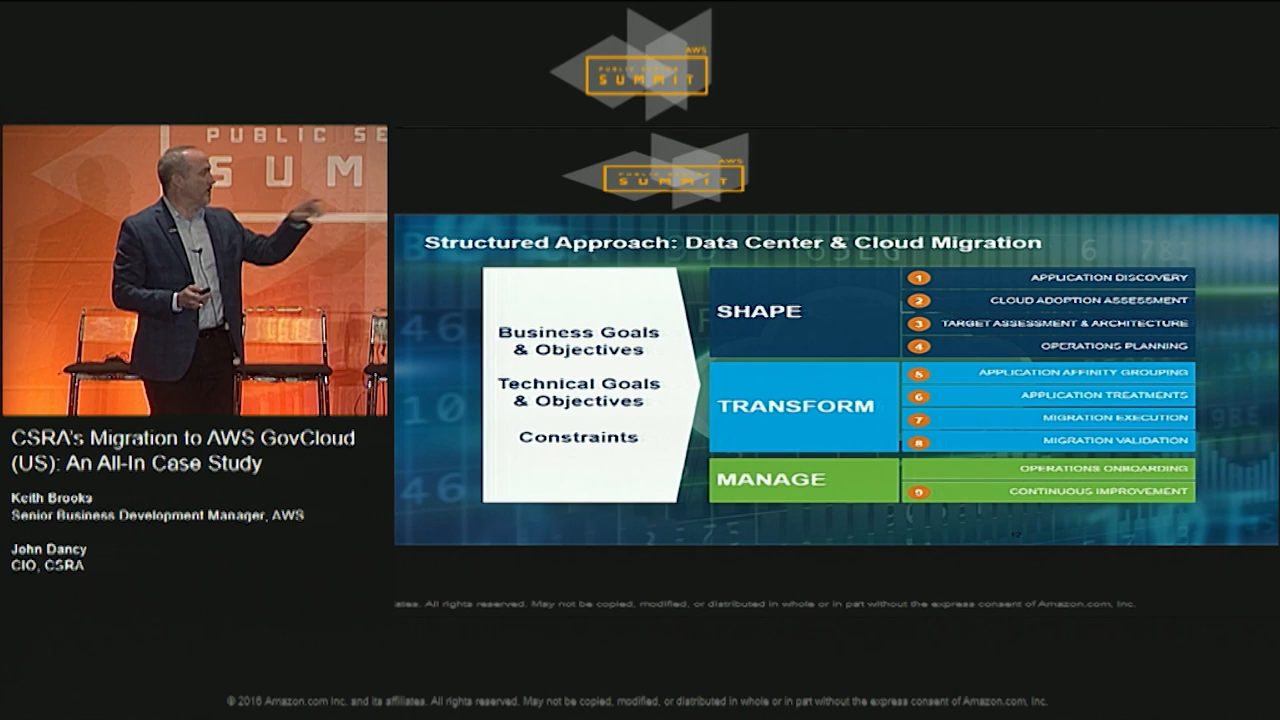 AWS
PUBLIC SECTOR
SUMMIT
PUBLIC SE
SUM
AWS
PUBLIC SECTOR
SUMMIT
Structured Approach: Data Center & Cloud Migration
Business Goals
& Objectives
Technical Goals
& Objectives
Constraints
SHAPE
1 APPLICATION DISCOVERY
2 CLOUD ADOPTION ASSESSMENT
3 TARGET ASSESSMENT & ARCHITECTURE
4 OPERATIONS PLANNING
TRANSFORM
5 APPLICATION AFFINITY GROUPING
6 APPLICATION TREATMENTS
7 MIGRATION EXECUTION
8 MIGRATION VALIDATION
MANAGE
OPERATIONS ONBOARDING
9 CONTINUOUS IMPROVEMENT
CSRA's Migration to AWS GovCloud
(US): An All-In Case Study
Keith Brooks
Senior Business Development Manager, AWS
John Dancy
CIO, CSRA
ates. All rights reserved. May not be copied, modified, or distributed in whole or in part without the express consent of Amazon.com, Inc.
© 2016 Amazon.com Inc. and its affiliates. All rights reserved. May not be copied, modified, or distributed in whole or in part without the express consent of Amazon.com, Inc.